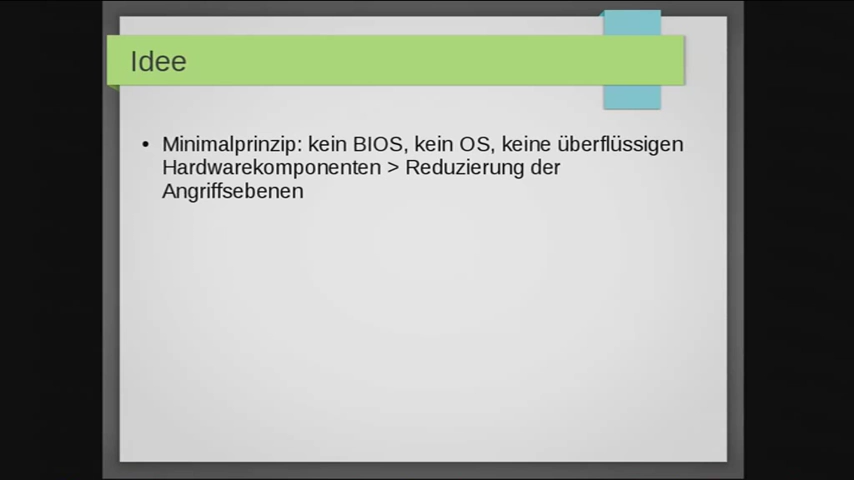 Idee
• Minimalprinzip: kein BIOS, kein OS, keine überflüssigen
Hardwarekomponenten > Reduzierung der
Angriffsebenen